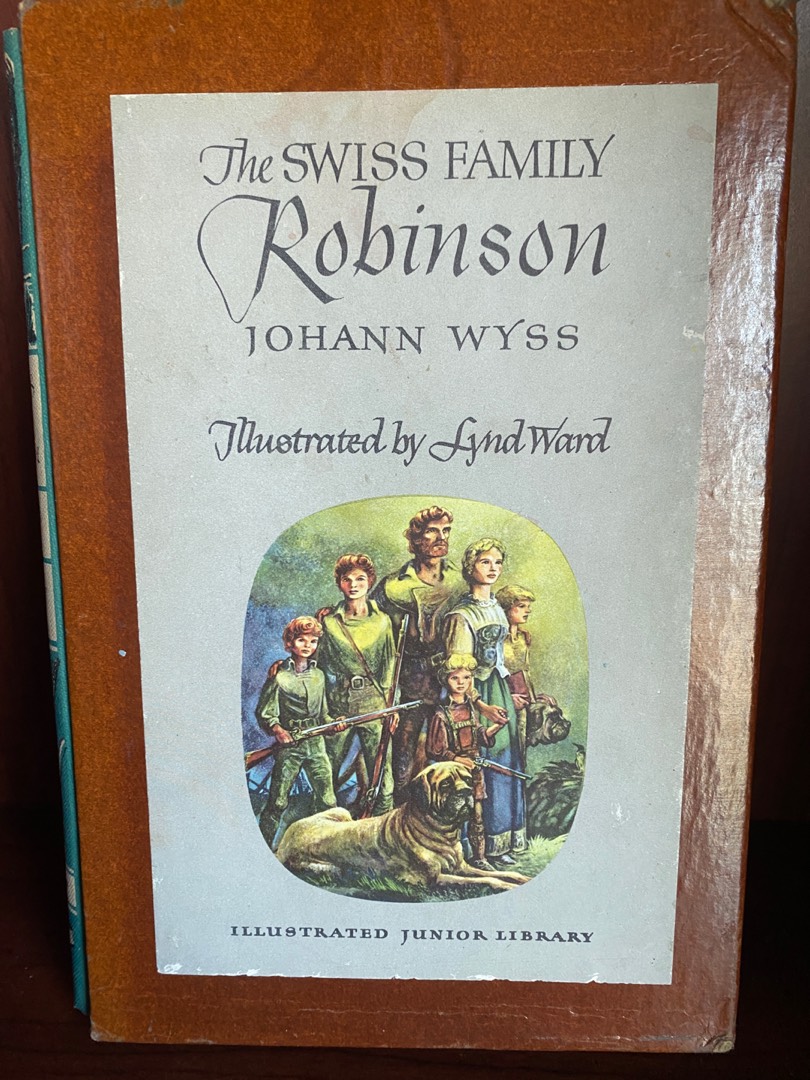 The SWISS FAMILY
Robinson
JOHANN WYSS
Illustrated by Lynd Ward
ILLUSTRATED JUNIOR LIBRARY